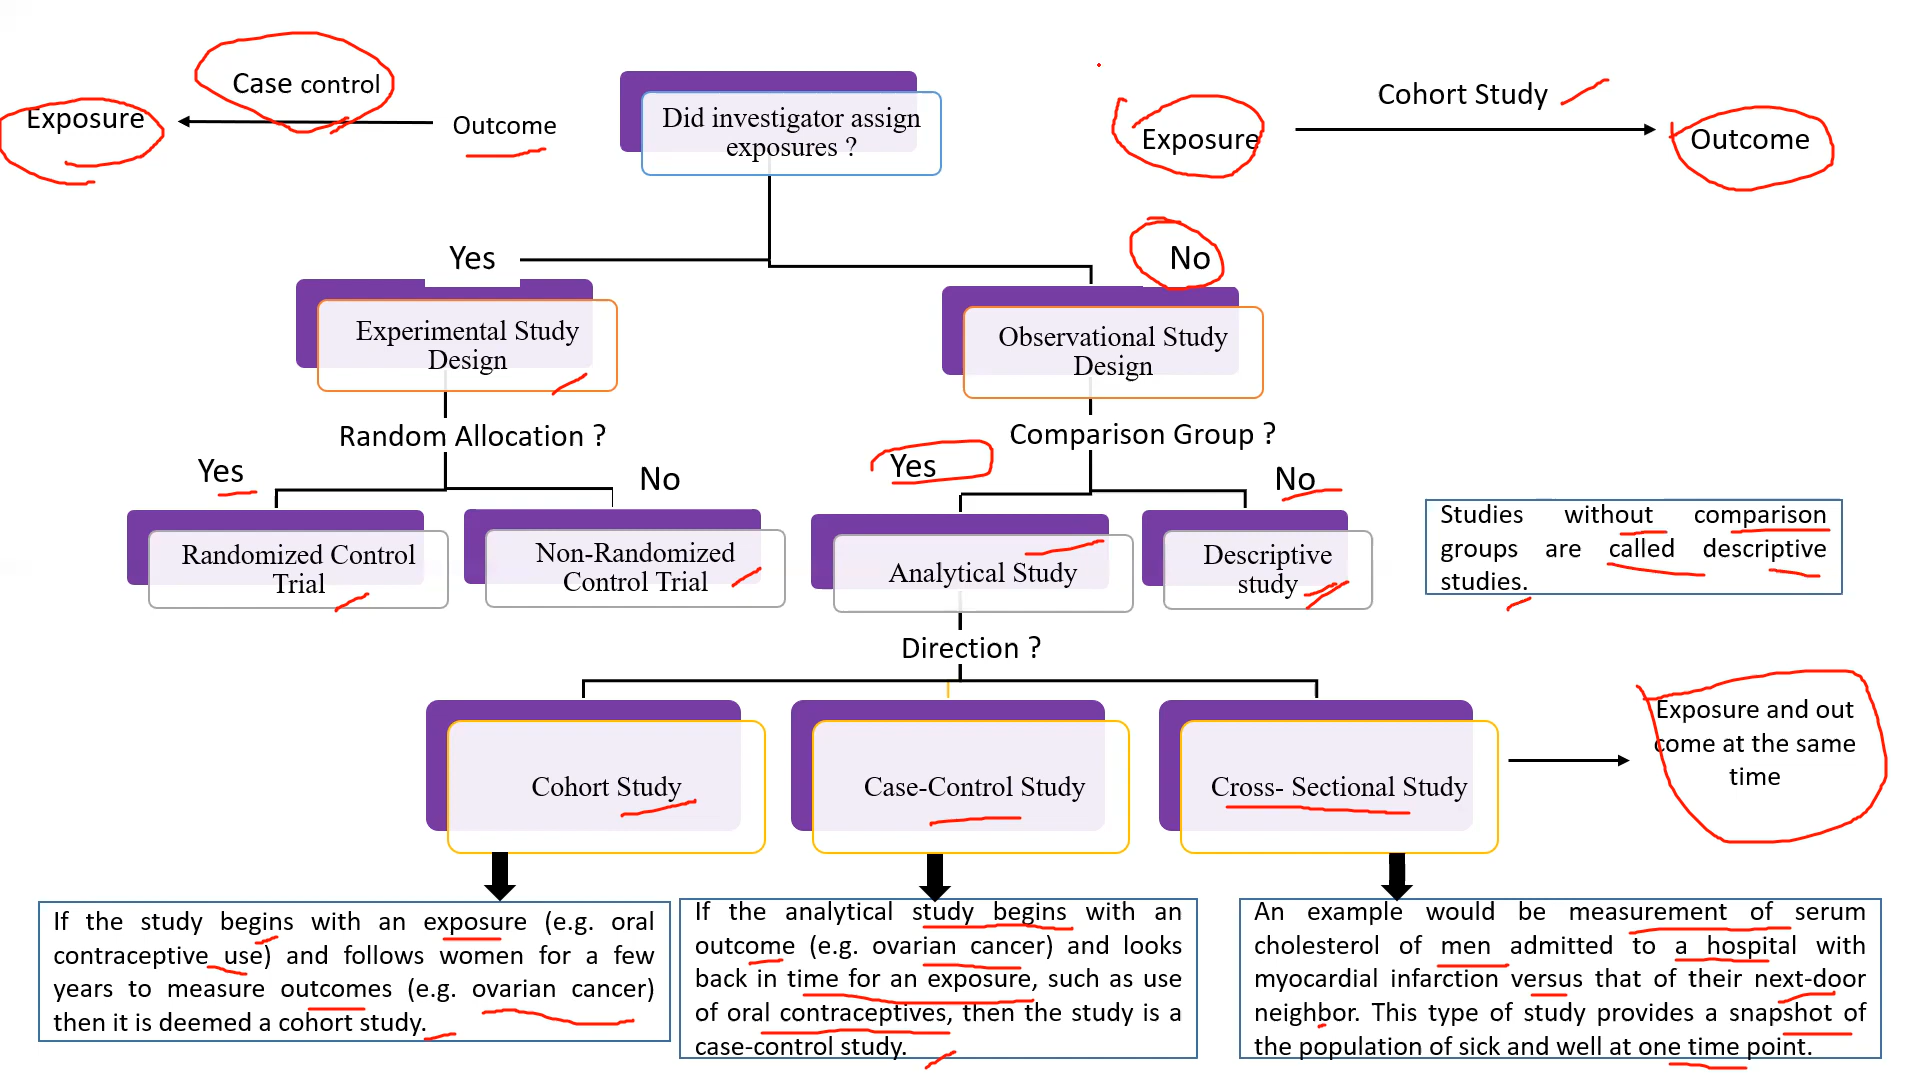 Case control
Exposure
Outcome
Did investigator assign
exposures ?
Cohort Study
Exposure
Outcome
Yes
No
Experimental Study
Design
Observational Study
Design
Random Allocation ?
Comparison Group ?
Yes
No
Yes
No
Randomized Control
Trial
Non-Randomized
Control Trial
Analytical Study
Descriptive
study
Studies without comparison
groups are called descriptive
studies.
Direction ?
Cohort Study
Case-Control Study
Cross- Sectional Study
Exposure and out
come at the same
time
If the study begins with an exposure (e.g. oral
contraceptive use) and follows women for a few
years to measure outcomes (e.g. ovarian cancer)
then it is deemed a cohort study.
If the analytical study begins with an
outcome (e.g. ovarian cancer) and looks
back in time for an exposure, such as use
of oral contraceptives, then the study is a
case-control study.
An example would be measurement of serum
cholesterol of men admitted to a hospital with
myocardial infarction versus that of their next-door
neighbor. This type of study provides a snapshot of
the population of sick and well at one time point.